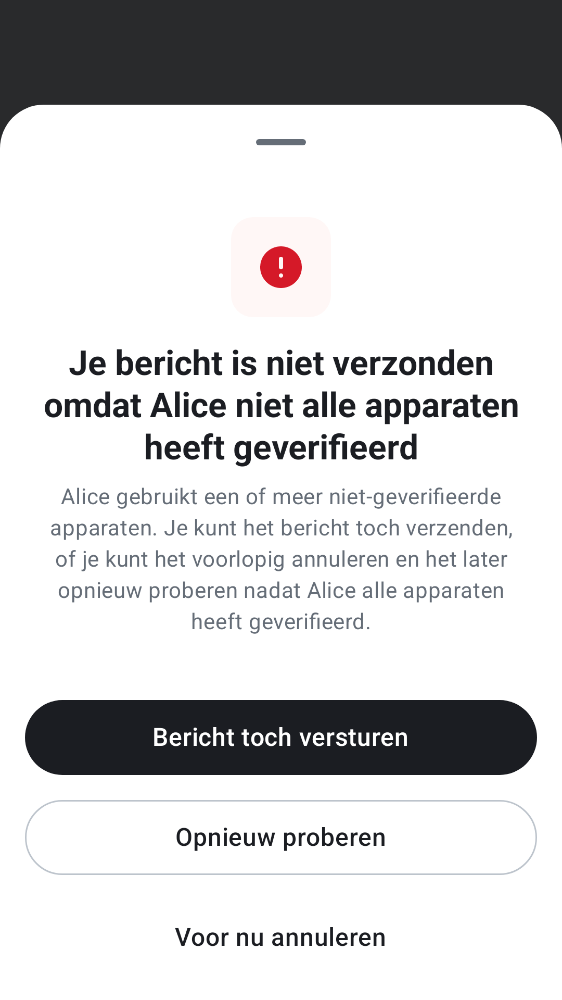 Je bericht is niet verzonden
omdat Alice niet alle apparaten
heeft geverifieerd
Alice gebruikt een of meer niet-geverifieerde
apparaten. Je kunt het bericht toch verzenden,
of je kunt het voorlopig annuleren en het later
opnieuw proberen nadat Alice alle apparaten
heeft geverifieerd.
Bericht toch versturen
Opnieuw proberen
Voor nu annuleren